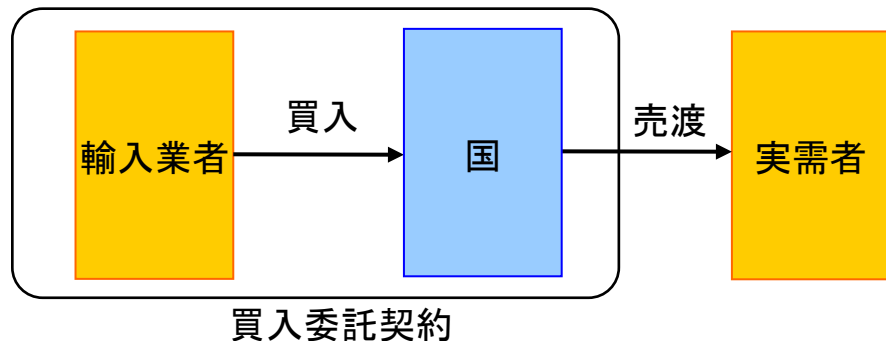 買入
売渡
輸入業者
国
実需者
買入委託契約